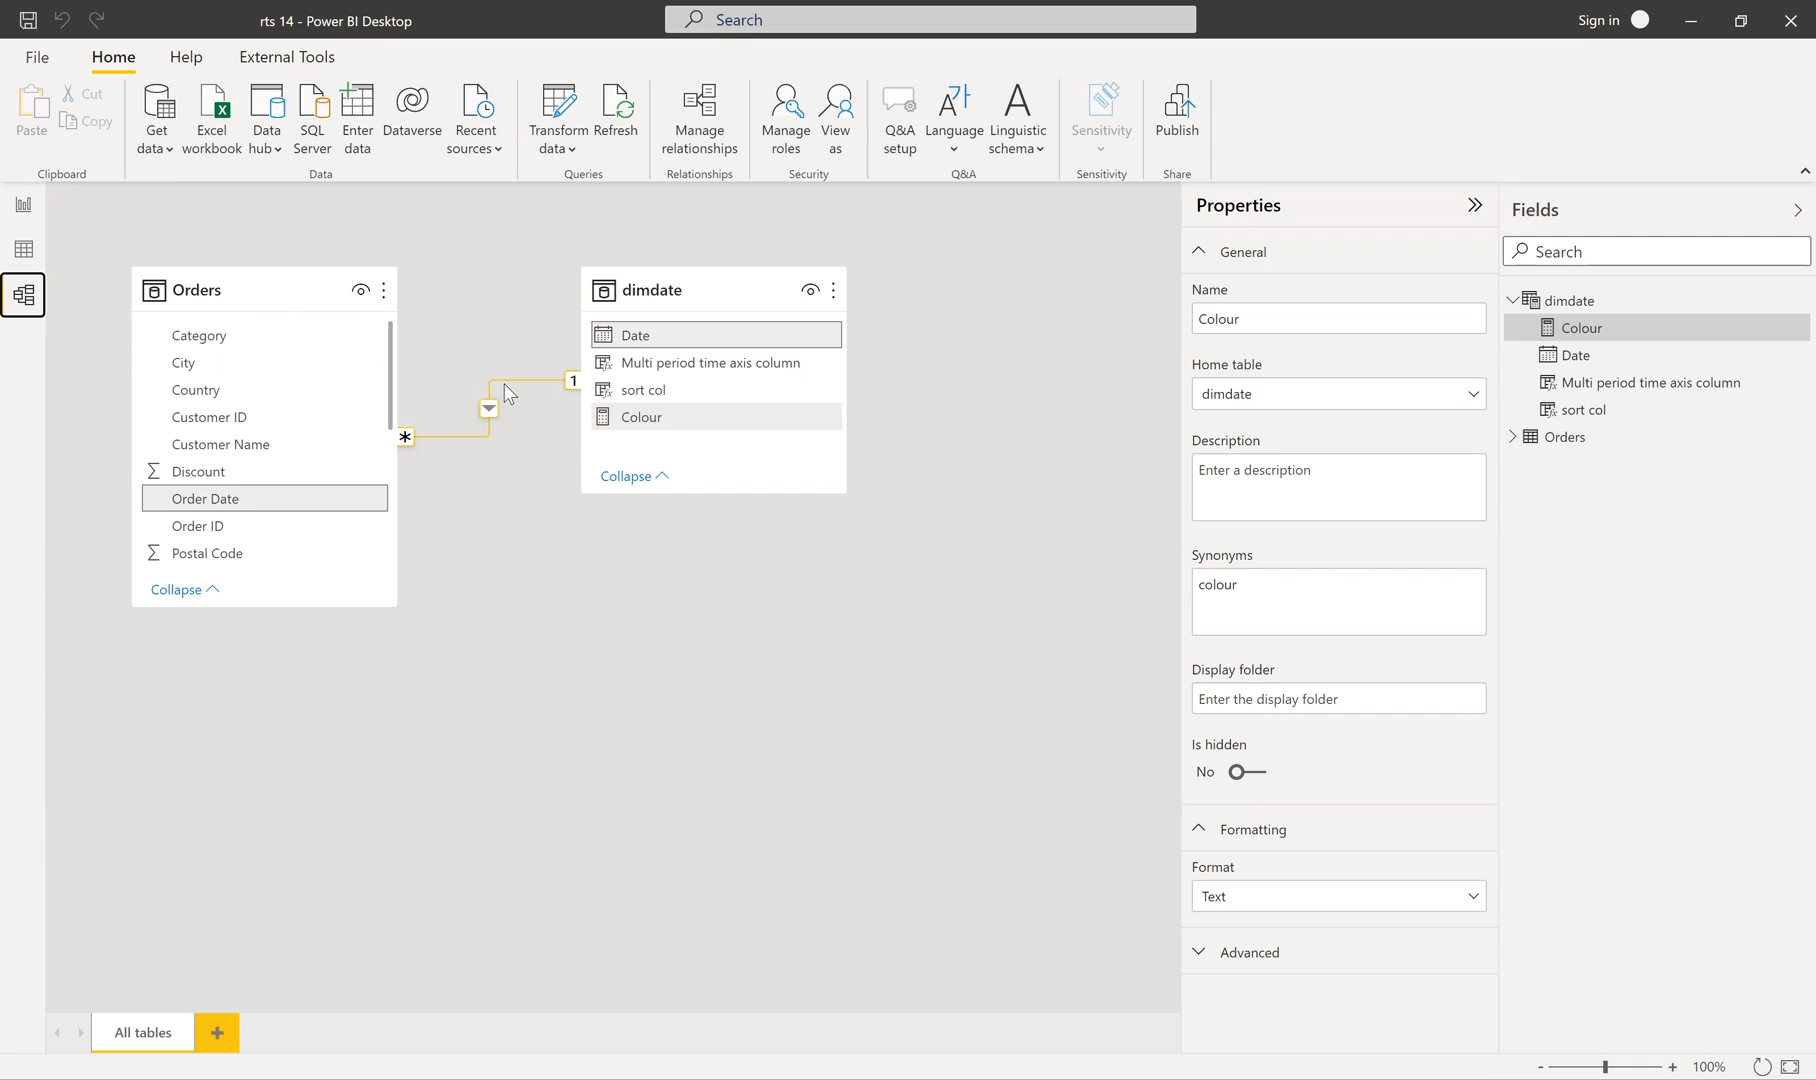 rts 14 - Power BI Desktop
Search
Sign in
File
Home
Help
External Tools
Paste
Cut
Copy
Clipboard
Get data
Excel workbook
Data hub
SQL Server
Enter data
Dataverse
Recent sources
Data
Transform data
Refresh
Queries
Manage relationships
Relationships
Manage roles
View as
Security
Q&A setup
Language
Linguistic schema
Q&A
Sensitivity
Sensitivity
Publish
Share
Orders
Category
City
Country
Customer ID
Customer Name
Discount
Order Date
Order ID
Postal Code
Collapse
*
1
dimdate
Date
Multi period time axis column
sort col
Colour
Collapse
Properties
General
Name
Colour
Home table
dimdate
Description
Enter a description
Synonyms
colour
Display folder
Enter the display folder
Is hidden
No
Formatting
Format
Text
Advanced
Fields
Search
dimdate
Colour
Date
Multi period time axis column
sort col
Orders
All tables
100%